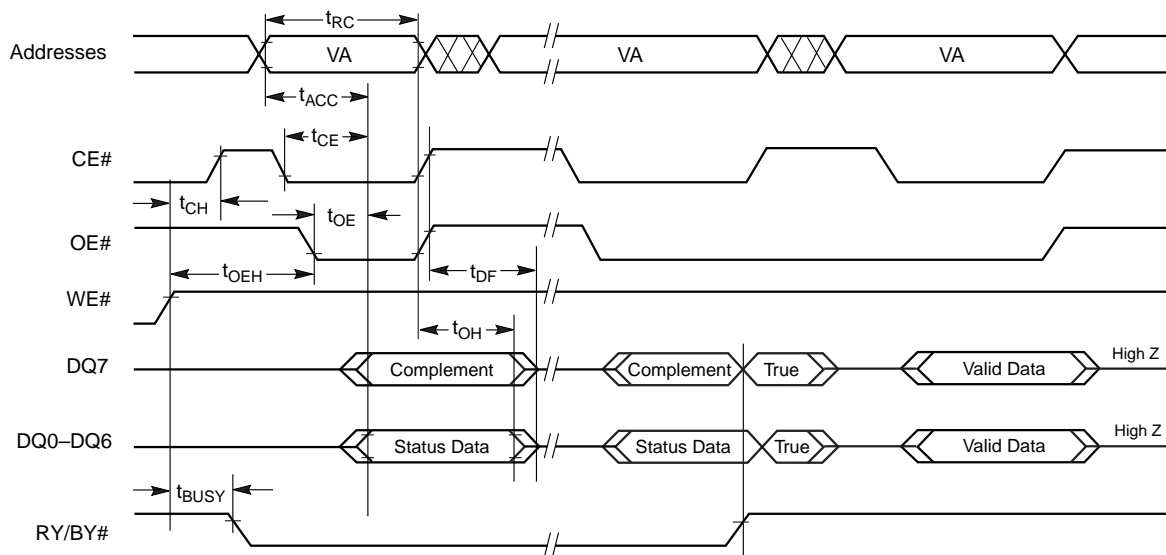 tRC
Addresses VA VA VA
tACC
tCE
CE#
tCH tOE
OE#
tOEH tDF
WE#
tOH
DQ7 Complement Complement True Valid Data High Z
DQ0–DQ6 Status Data Status Data True Valid Data High Z
tBUSY
RY/BY#